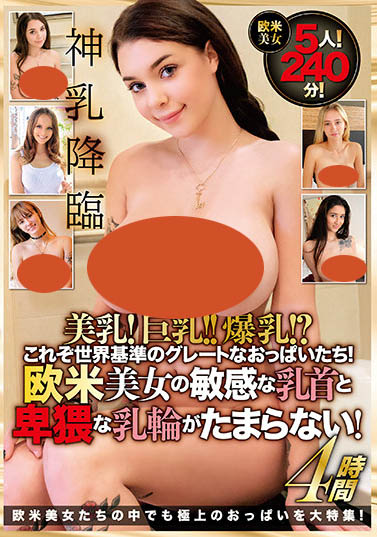 欧米美女
5人!
240分!
神乳降臨
美乳!巨乳!!爆乳!?
これぞ世界基準のグレートなおっぱいたち!
欧米美女の敏感な乳首と
卑猥な乳輪がたまらない!
4時間
欧米美女たちの中でも極上のおっぱいを大特集!